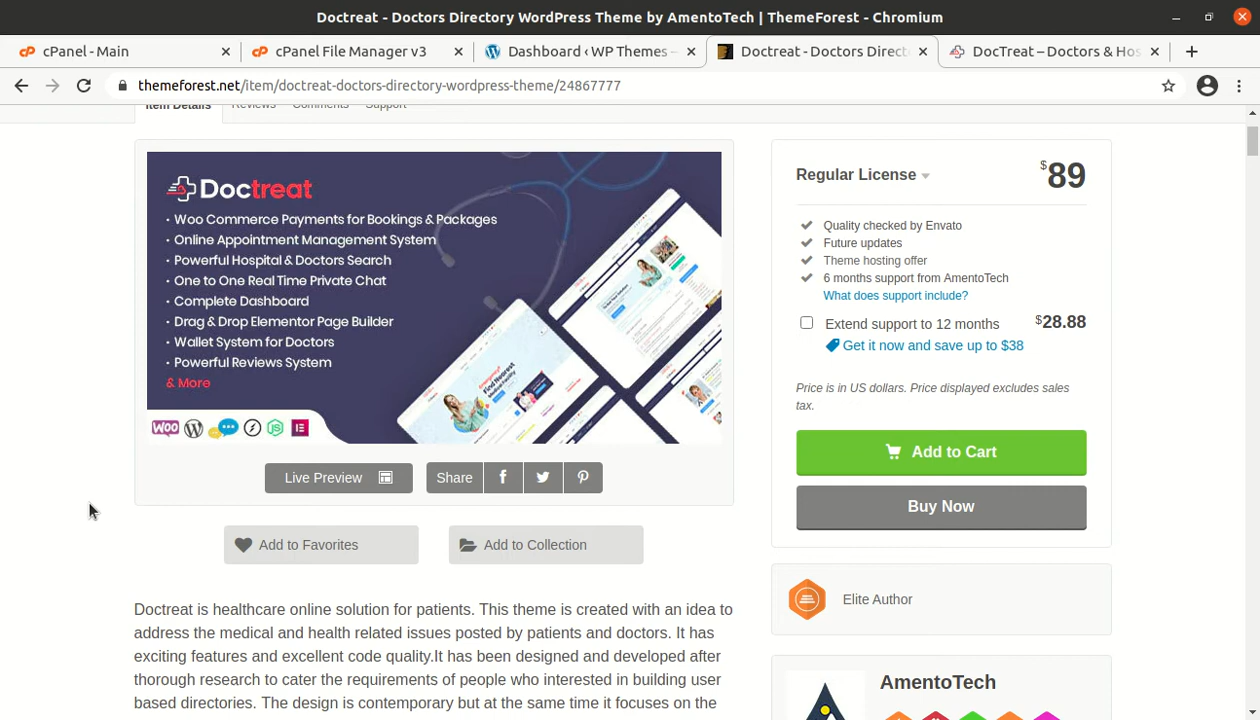 Doctreat - Doctors Directory WordPress Theme by AmentoTech | ThemeForest - Chromium
cPanel - Main
cPanel File Manager v3
Dashboard ‹ WP Themes –
Doctreat - Doctors Direct
DocTreat – Doctors & Hos
themeforest.net/item/doctreat-doctors-directory-wordpress-theme/24867777
Item Details Reviews Comments Support
Doctreat
· Woo Commerce Payments for Bookings & Packages
· Online Appointment Management System
· Powerful Hospital & Doctors Search
· One to One Real Time Private Chat
· Complete Dashboard
· Drag & Drop Elementor Page Builder
· Wallet System for Doctors
· Powerful Reviews System
& More
WOO
Live Preview
Share
Add to Favorites
Add to Collection
Doctreat is healthcare online solution for patients. This theme is created with an idea to
address the medical and health related issues posted by patients and doctors. It has
exciting features and excellent code quality.It has been designed and developed after
thorough research to cater the requirements of people who interested in building user
based directories. The design is contemporary but at the same time it focuses on the
Regular License
$89
Quality checked by Envato
Future updates
Theme hosting offer
6 months support from AmentoTech
What does support include?
Extend support to 12 months
$28.88
Get it now and save up to $38
Price is in US dollars. Price displayed excludes sales
tax.
Add to Cart
Buy Now
Elite Author
AmentoTech